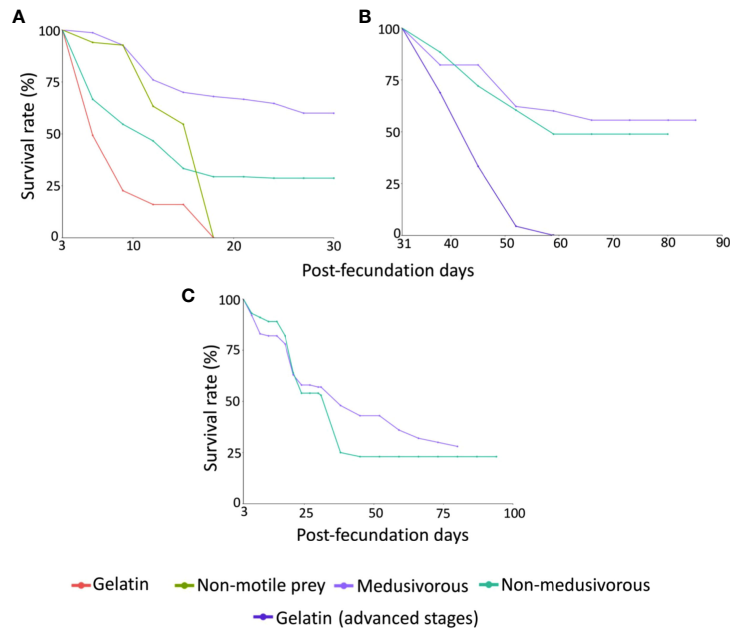 A
B
100
75
50
25
0
3
10
20
30
Survival rate (%)
100
75
50
25
0
31
40
50
60
70
80
90
Post-fecundation days
C
100
75
50
25
0
3
25
50
75
100
Survival rate (%)
Post-fecundation days
Gelatin
Non-motile prey
Medusivorous
Non-medusivorous
Gelatin (advanced stages)